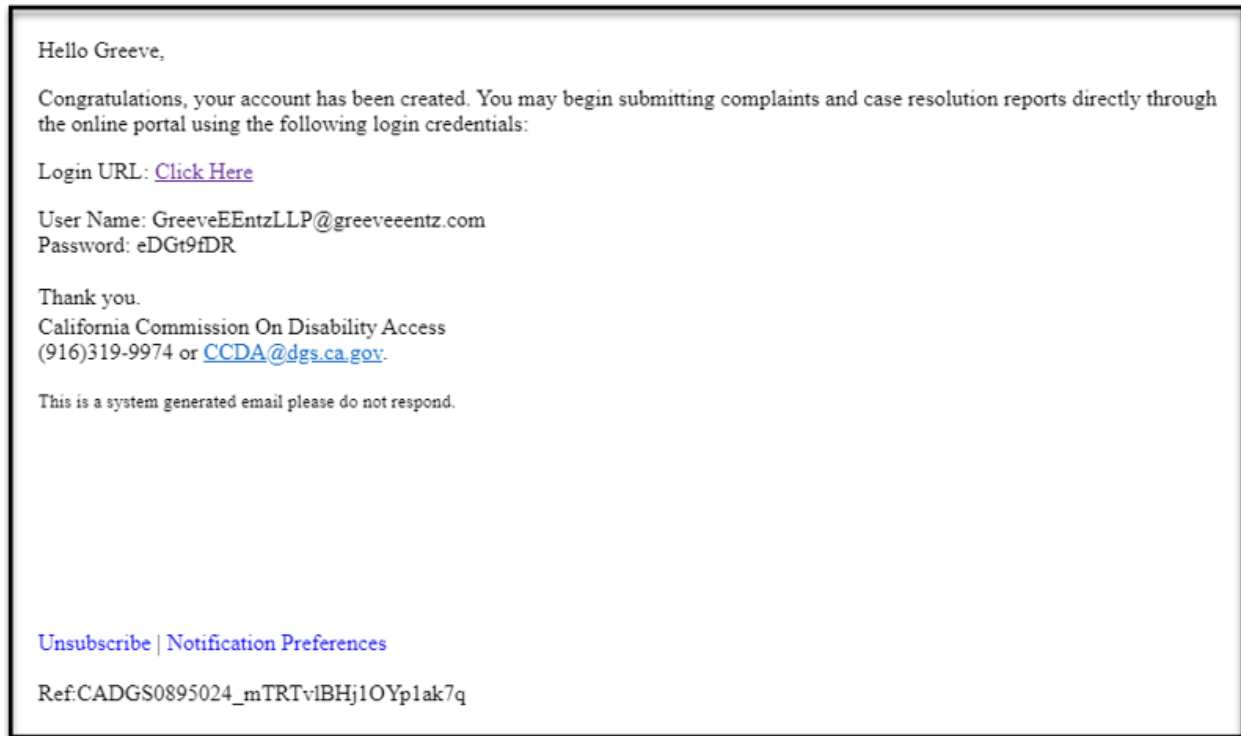 Hello Greeve,
Congratulations, your account has been created. You may begin submitting complaints and case resolution reports directly through
the online portal using the following login credentials:
Login URL: Click Here
User Name: GreeveEEntzLLP@greeveeentz.com
Password: eDGt9fDR
Thank you.
California Commission On Disability Access
(916)319-9974 or CCDA@dgs.ca.gov.
This is a system generated email please do not respond.
Unsubscribe | Notification Preferences
Ref:CADGS0895024_mTRTvlBHj1OYp1ak7q